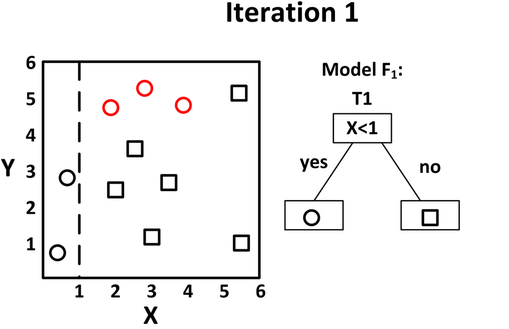 Iteration 1
6
5
4
3
2
1
Y
1 2 3 4 5 6
X
Model F₁:
T1
X<1
yes no